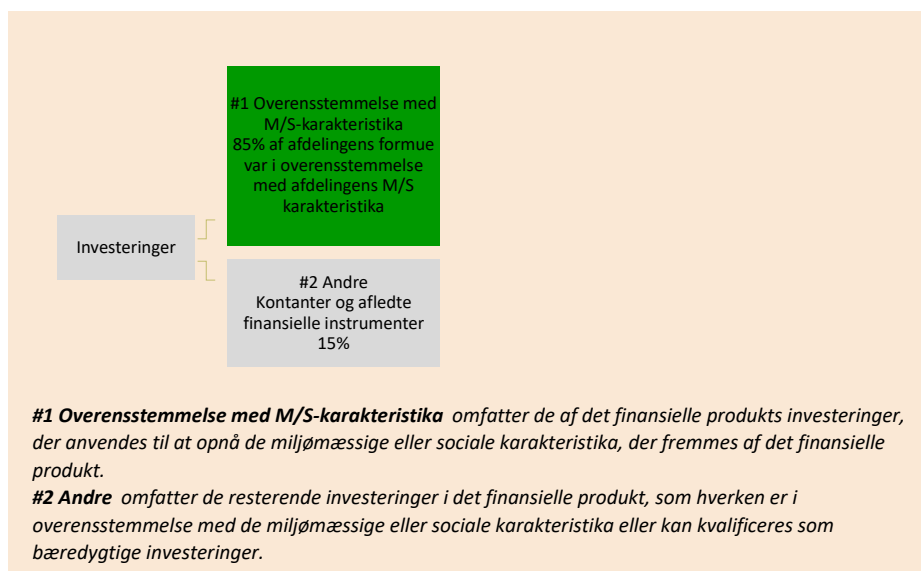 #1 Overensstemmelse med
M/S-karakteristika
85% af afdelingens formue
var i overensstemmelse
med afdelingens M/S
karakteristika
Investeringer
#2 Andre
Kontanter og afledte
finansielle instrumenter
15%
#1 Overensstemmelse med M/S-karakteristika omfatter de af det finansielle produkts investeringer,
der anvendes til at opnå de miljømæssige eller sociale karakteristika, der fremmes af det finansielle
produkt.
#2 Andre omfatter de resterende investeringer i det finansielle produkt, som hverken er i
overensstemmelse med de miljømæssige eller sociale karakteristika eller kan kvalificeres som
bæredygtige investeringer.